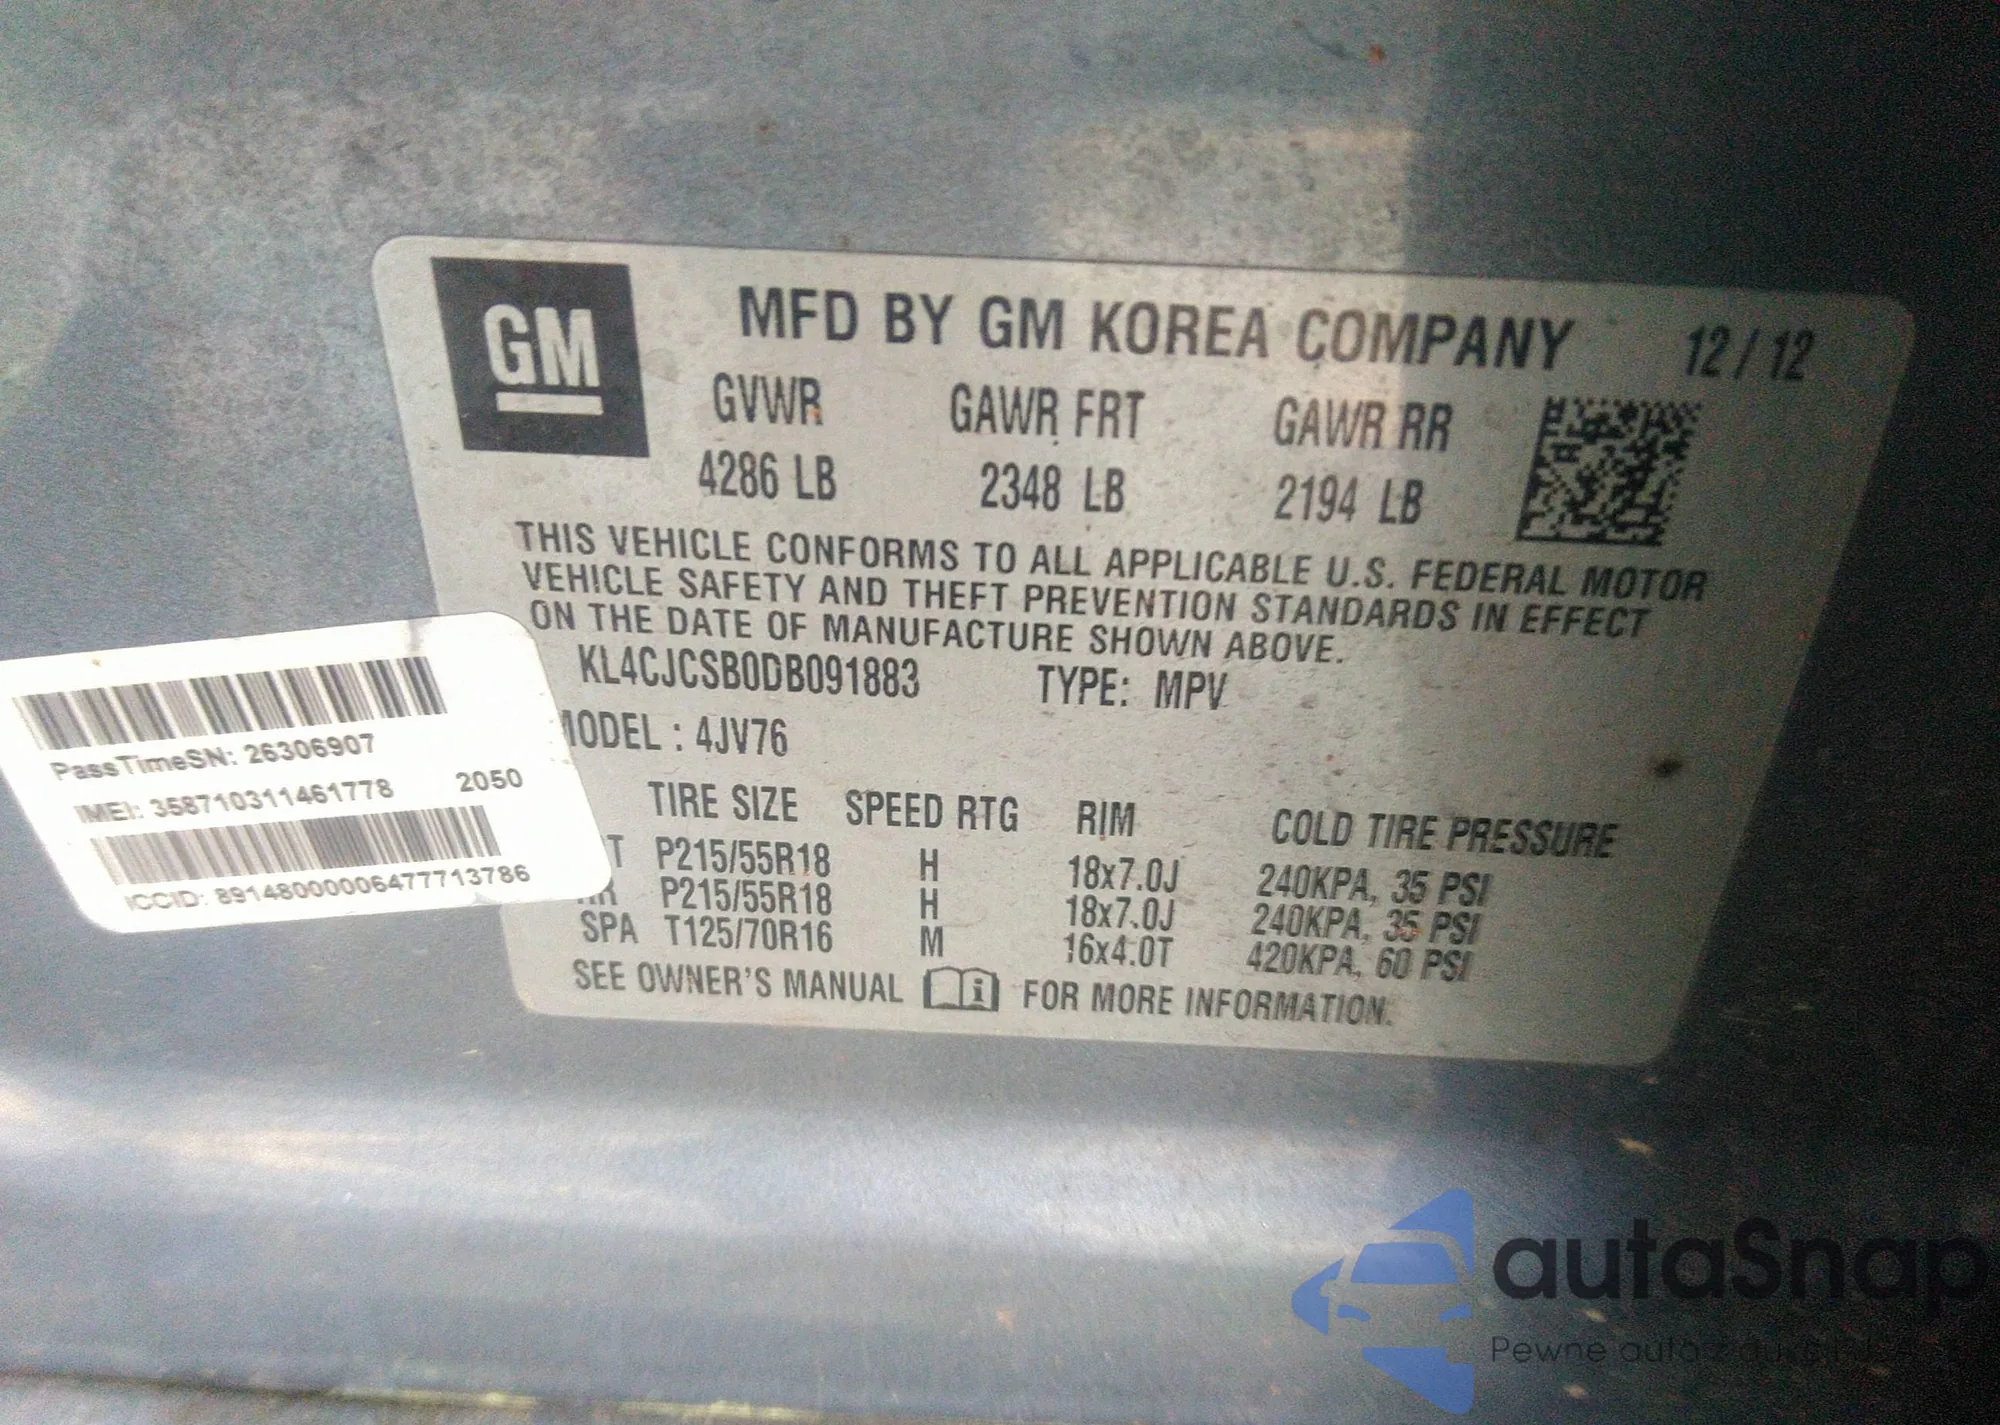 GM
MFD BY GM KOREA COMPANY 12/12
GVWR GAWR FRT GAWR RR
4286 LB 2348 LB 2194 LB
THIS VEHICLE CONFORMS TO ALL APPLICABLE U.S. FEDERAL MOTOR
VEHICLE SAFETY AND THEFT PREVENTION STANDARDS IN EFFECT
ON THE DATE OF MANUFACTURE SHOWN ABOVE.
KL4CJCSB0DB091883 TYPE: MPV
MODEL : 4JV76
TIRE SIZE SPEED RTG RIM COLD TIRE PRESSURE
T P215/55R18 H 18x7.0J 240KPA, 35 PSI
RR P215/55R18 H 18x7.0J 240KPA, 35 PSI
SPA T125/70R16 M 16x4.0T 420KPA, 60 PSI
SEE OWNER'S MANUAL FOR MORE INFORMATION.
PassTimeSN: 26306907
IMEI: 358710311461778 2050
ICCID: 89148000006477713786
autaSnap
Pewne auto z